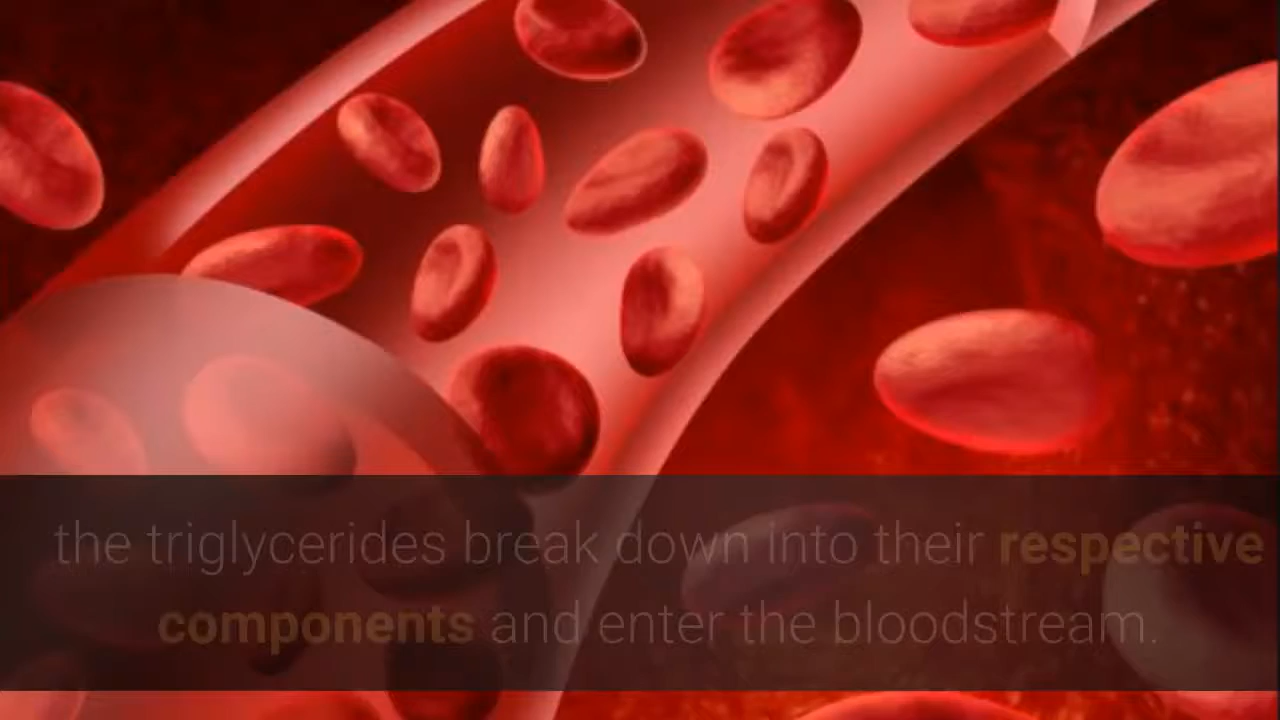 the triglycerides break down into their respective
components and enter the bloodstream.